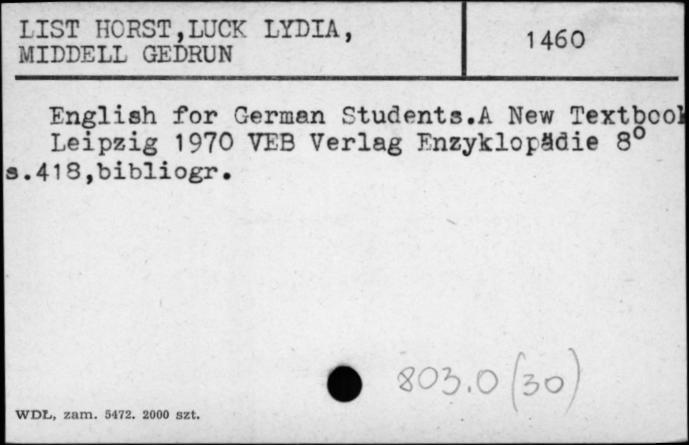 LIST HORST,LUCK LYDIA,
MIDDELL GEDRUN
1460
English for German Students.A New Textbook
Leipzig 1970 VEB Verlag Enzyklopädie 8°
s.418,bibliogr.
803.0 (30)
WDL, zam. 5472. 2000 szt.